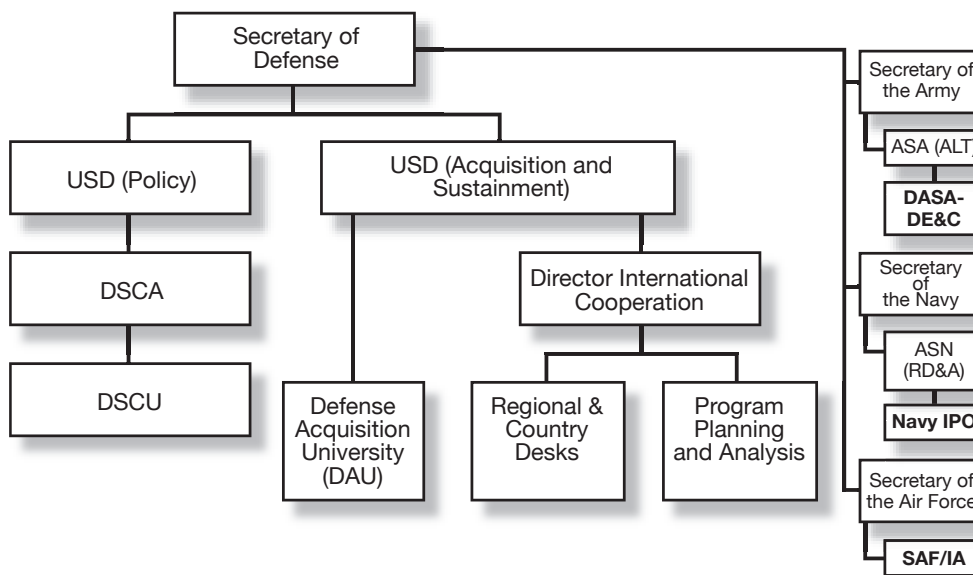 Secretary of
Defense
USD (Policy)
USD (Acquisition and
Sustainment)
DSCA
Director International
Cooperation
DSCU
Defense
Acquisition
University
(DAU)
Regional &
Country
Desks
Program
Planning
and Analysis
Secretary of
the Army
ASA (ALT)
DASA-
DE&C
Secretary
of
the Navy
ASN
(RD&A)
Navy IPO
Secretary of
the Air Force
SAF/IA